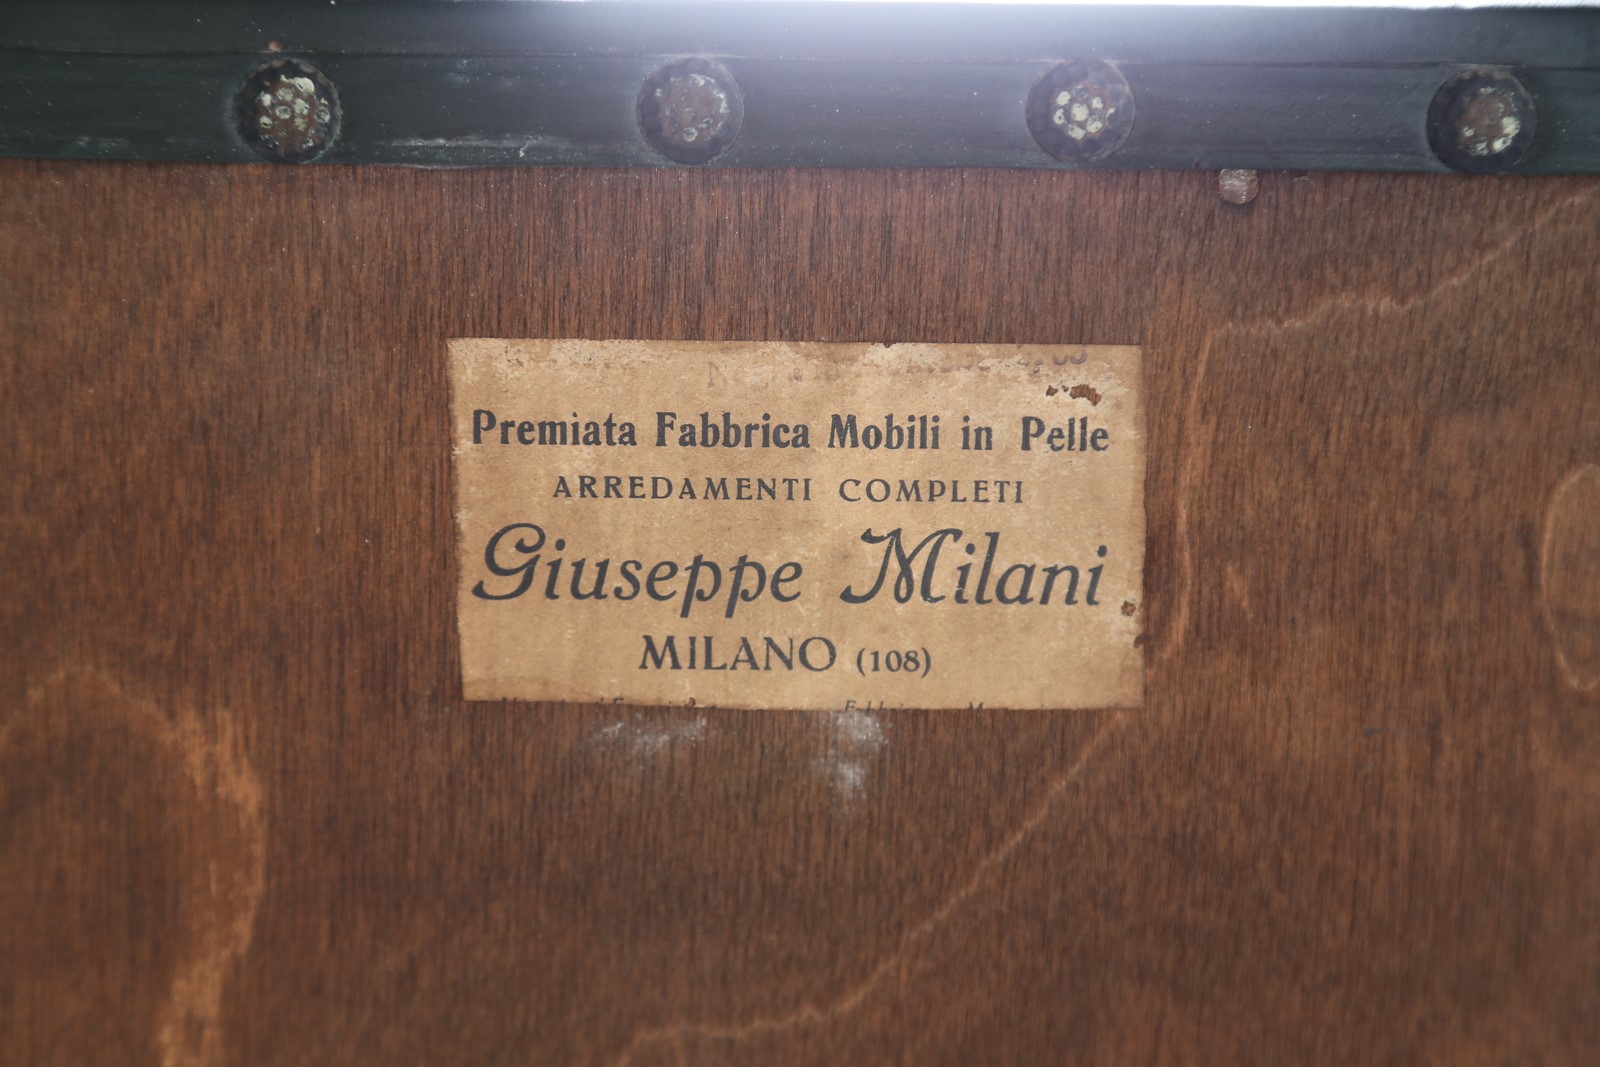 Premiata Fabbrica Mobili in Pelle
ARREDAMENTI COMPLETI
Giuseppe Milani
MILANO (108)